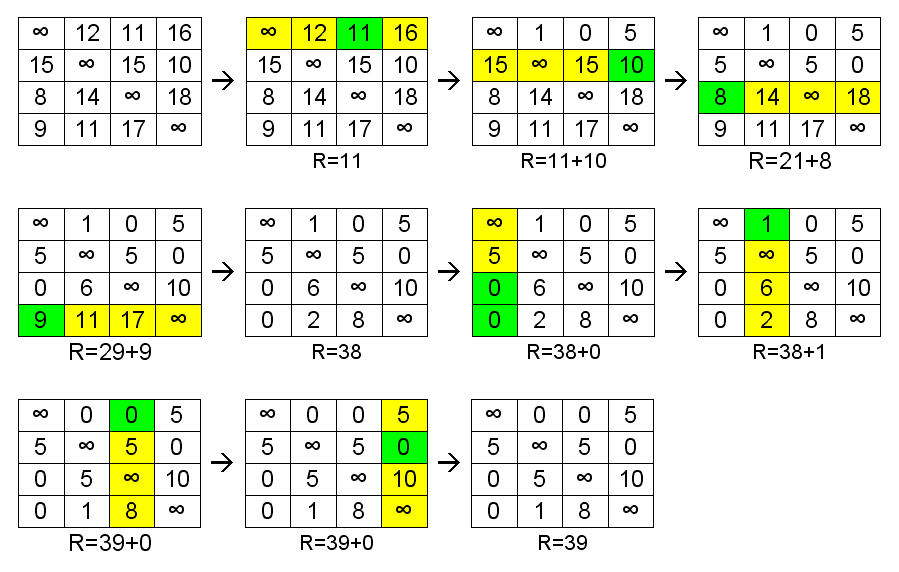 ∞ 12 11 16
15 ∞ 15 10
8 14 ∞ 18
9 11 17 ∞
∞ 12 11 16
15 ∞ 15 10
8 14 ∞ 18
9 11 17 ∞
R=11
∞ 1 0 5
15 ∞ 15 10
8 14 ∞ 18
9 11 17 ∞
R=11+10
∞ 1 0 5
5 ∞ 5 0
8 14 ∞ 18
9 11 17 ∞
R=21+8
∞ 1 0 5
5 ∞ 5 0
0 6 ∞ 10
9 11 17 ∞
R=29+9
∞ 1 0 5
5 ∞ 5 0
0 6 ∞ 10
0 2 8 ∞
R=38
∞ 1 0 5
5 ∞ 5 0
0 6 ∞ 10
0 2 8 ∞
R=38+0
∞ 1 0 5
5 ∞ 5 0
0 6 ∞ 10
0 2 8 ∞
R=38+1
∞ 0 0 5
5 ∞ 5 0
0 5 ∞ 10
0 1 8 ∞
R=39+0
∞ 0 0 5
5 ∞ 5 0
0 5 ∞ 10
0 1 8 ∞
R=39+0
∞ 0 0 5
5 ∞ 5 0
0 5 ∞ 10
0 1 8 ∞
R=39